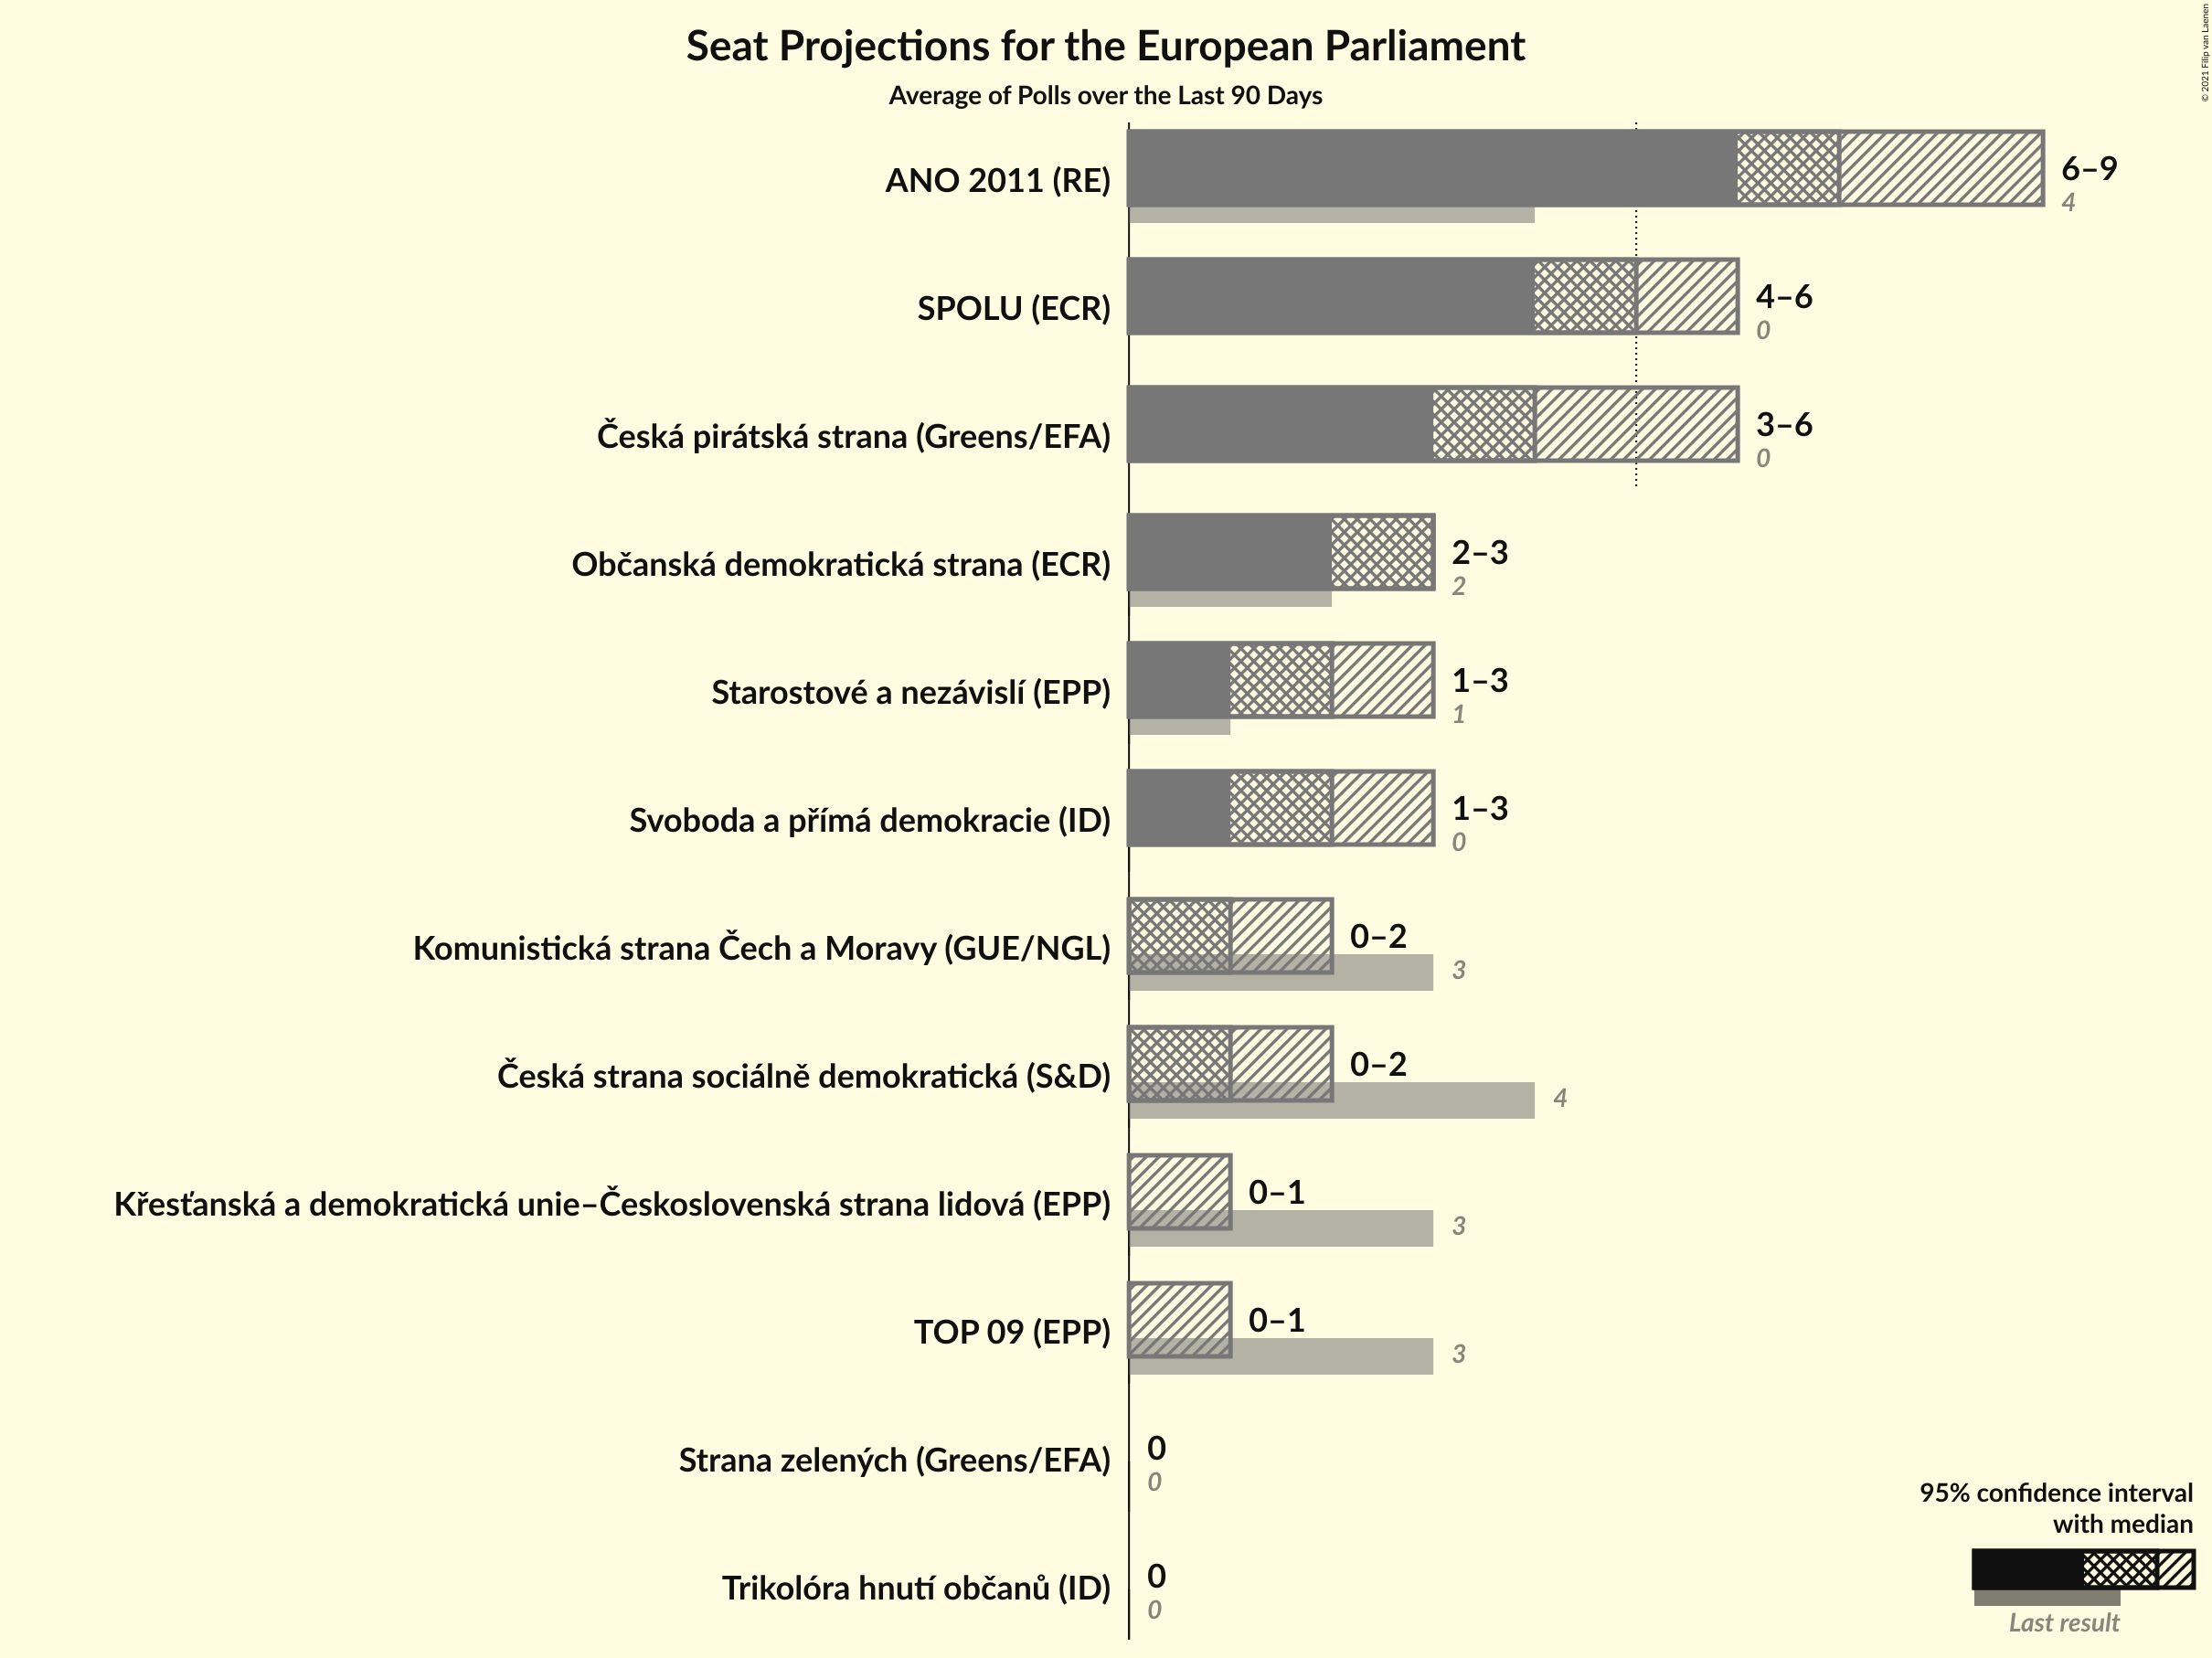 Seat Projections for the European Parliament
Average of Polls over the Last 90 Days
© 2021 Filip van Laenen
ANO 2011 (RE)
6–9
4
SPOLU (ECR)
4–6
0
Česká pirátská strana (Greens/EFA)
3–6
0
Občanská demokratická strana (ECR)
2–3
2
Starostové a nezávislí (EPP)
1–3
1
Svoboda a přímá demokracie (ID)
1–3
0
Komunistická strana Čech a Moravy (GUE/NGL)
0–2
3
Česká strana sociálně demokratická (S&D)
0–2
4
Křesťanská a demokratická unie–Československá strana lidová (EPP)
0–1
3
TOP 09 (EPP)
0–1
3
Strana zelených (Greens/EFA)
0
0
Trikolóra hnutí občanů (ID)
0
0
95% confidence interval
with median
Last result